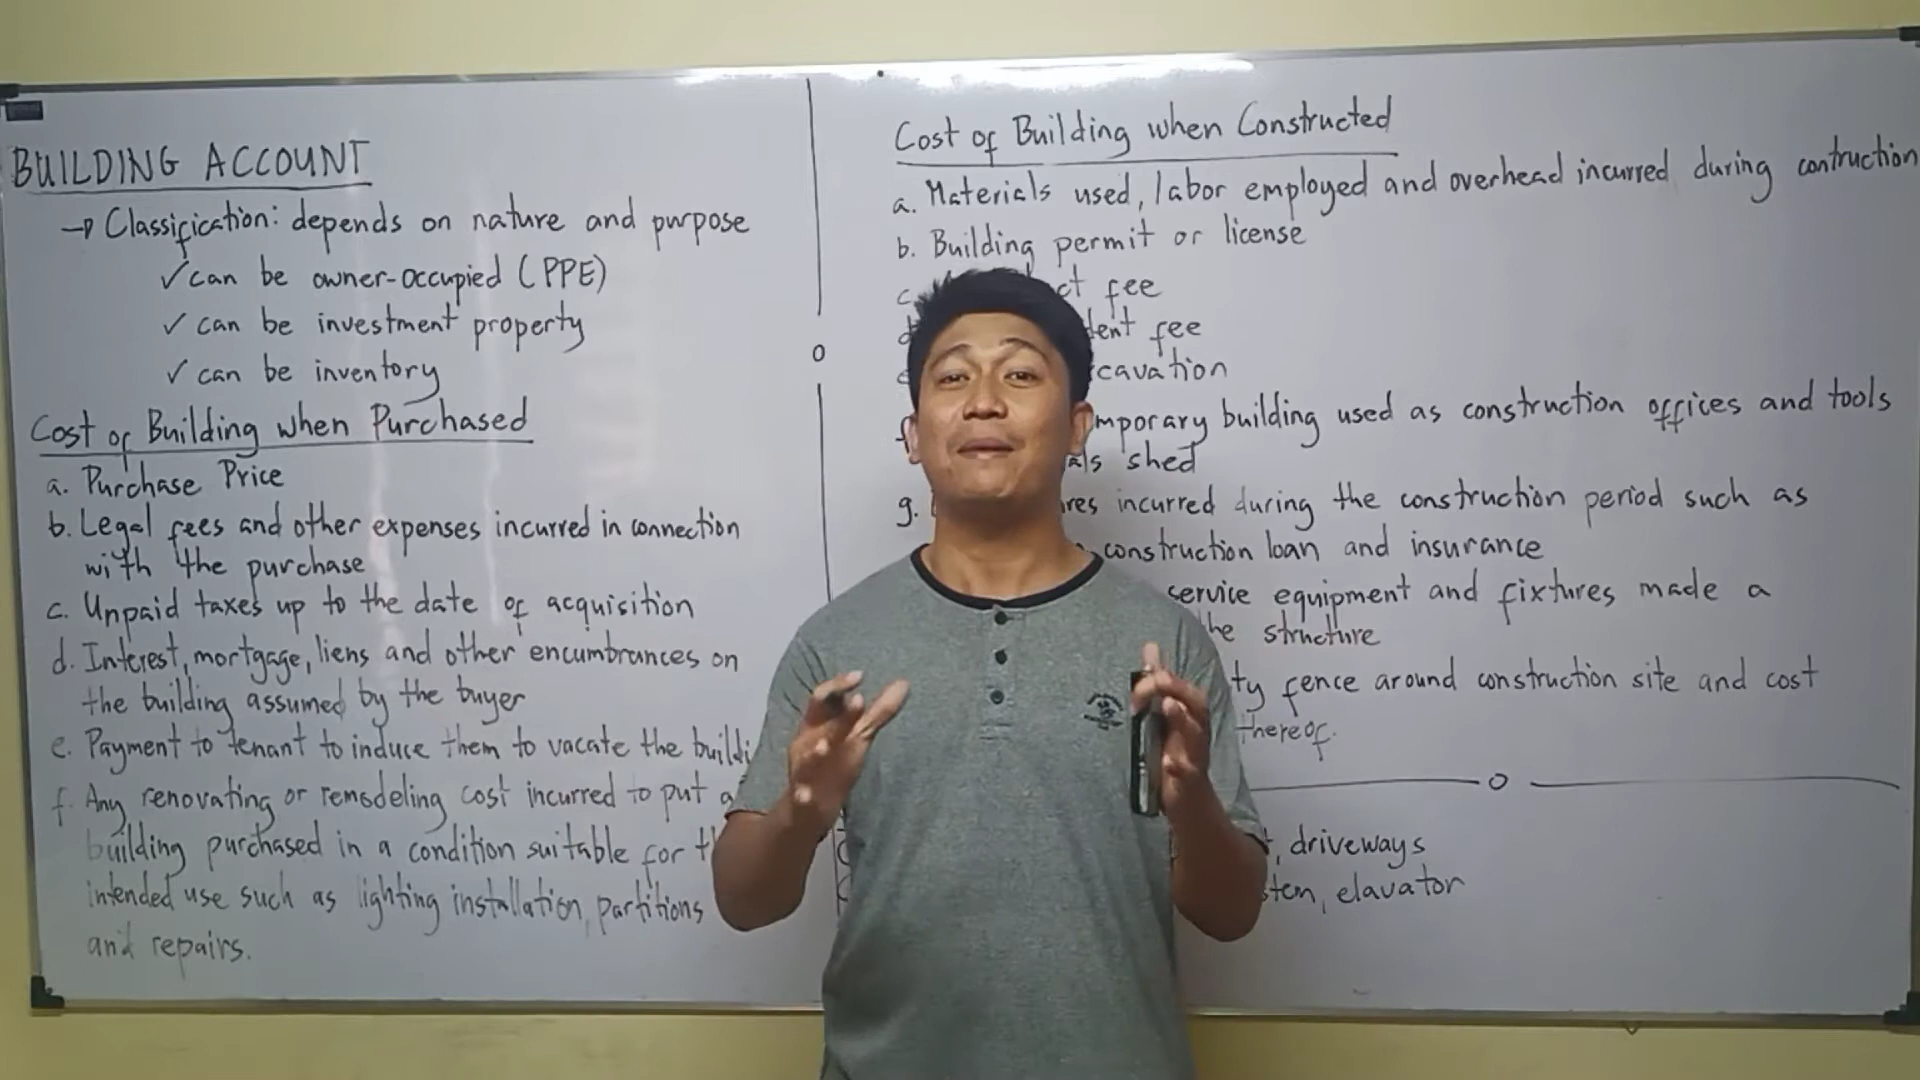 BUILDING ACCOUNT
→ Classification: depends on nature and purpose
✓ can be owner-occupied (PPE)
✓ can be investment property
✓ can be inventory
Cost of Building when Purchased
a. Purchase Price
b. Legal fees and other expenses incurred in connection
with the purchase
c. Unpaid taxes up to the date of acquisition
d. Interest, mortgage, liens and other encumbrances on
the building assumed by the buyer
e. Payment to tenant to induce them to vacate the
f. Any renovating or remodeling cost incurred to put a
building purchased in a condition suitable for
intended use such as lighting installation, partitions
and repairs.
Cost of Building when Constructed
a. Materials used, labor employed and overhead incurred during contruction
b. Building permit or license
c. fee
fee
building used as construction offices and tools
shed
g. incurred during the construction period such as
construction loan and insurance
service equipment and fixtures made a
structure
fence around construction site and cost
thereof.
driveways
elavator